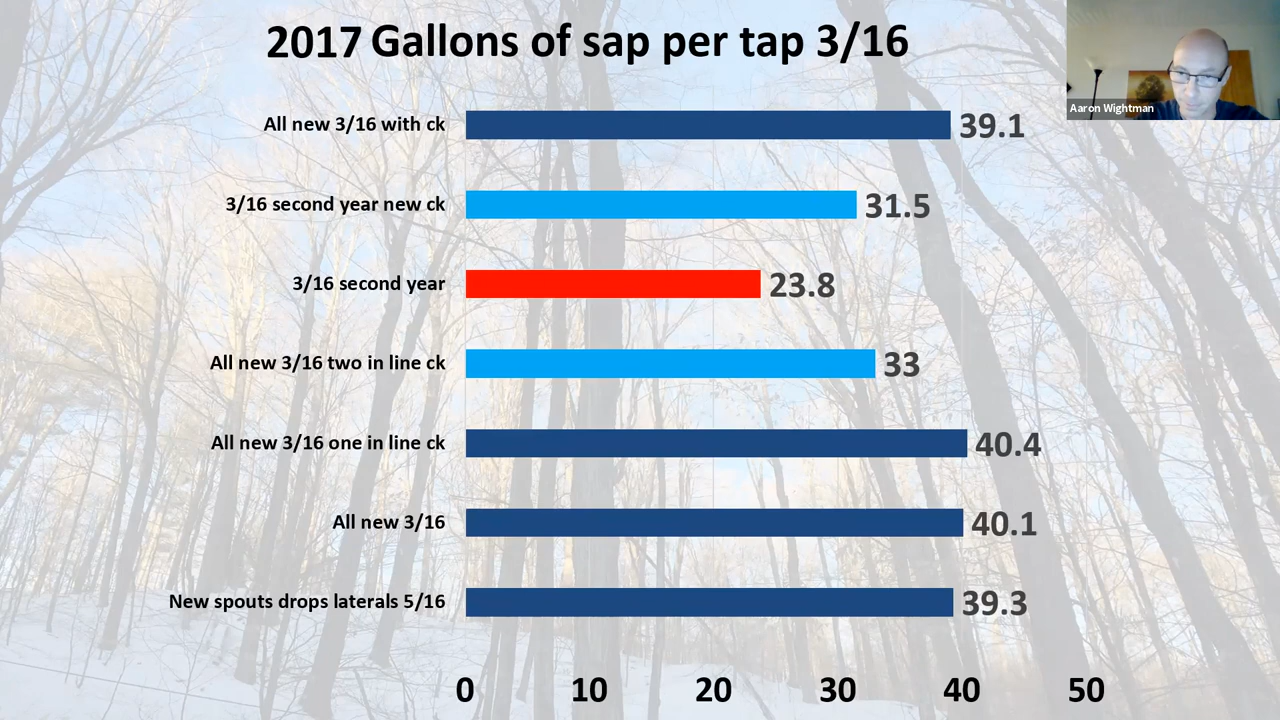 2017 Gallons of sap per tap 3/16
Aaron Wightman
All new 3/16 with ck 39.1
3/16 second year new ck 31.5
3/16 second year 23.8
All new 3/16 two in line ck 33
All new 3/16 one in line ck 40.4
All new 3/16 40.1
New spouts drops laterals 5/16 39.3
0 10 20 30 40 50